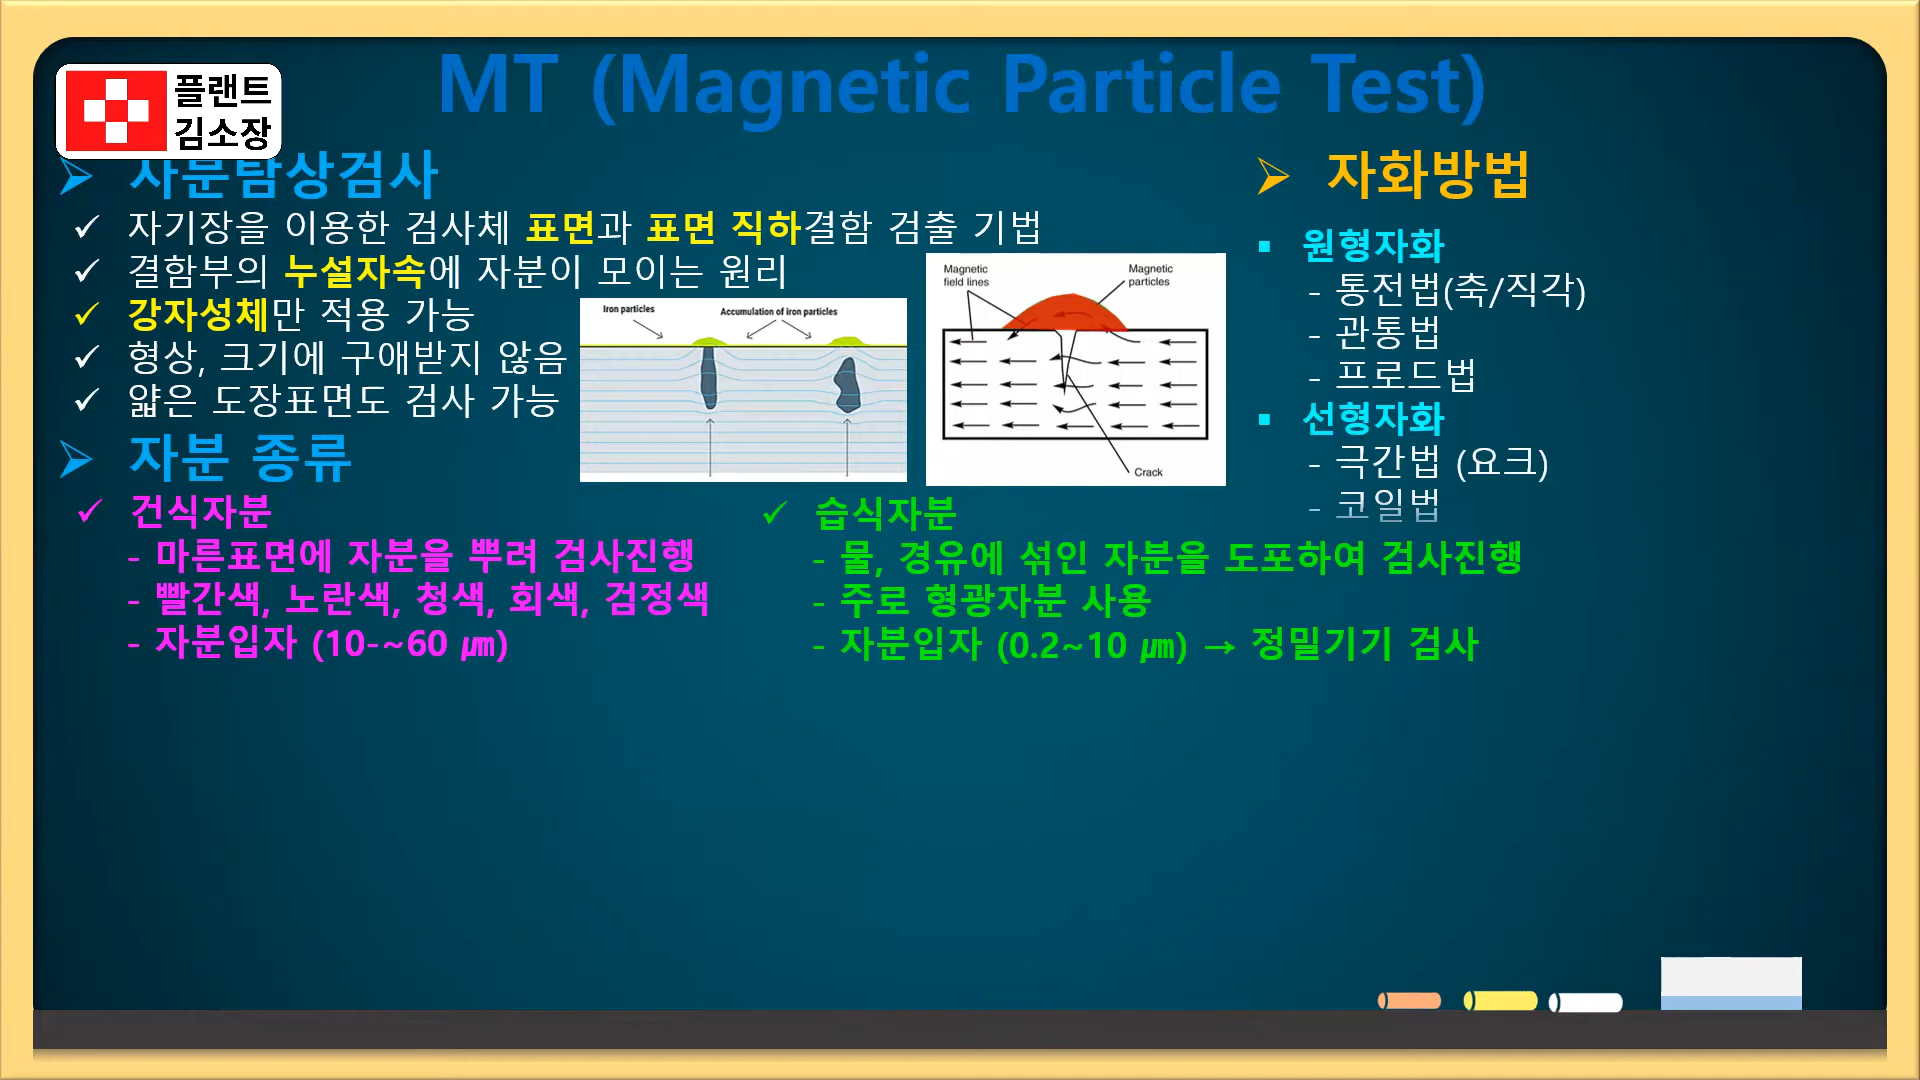 MT (Magnetic Particle Test)
플랜트
김소장
자분탐상검사
자기장을 이용한 검사체 표면과 표면 직하결함 검출 기법
결함부의 누설자속에 자분이 모이는 원리
강자성체만 적용 가능
형상, 크기에 구애받지 않음
얇은 도장표면도 검사 가능
Iron particles
Accumulation of iron particles
Magnetic
field lines
Magnetic
particles
Crack
자분 종류
건식자분
- 마른표면에 자분을 뿌려 검사진행
- 빨간색, 노란색, 청색, 회색, 검정색
- 자분입자 (10-~60 ㎛)
습식자분
- 물, 경유에 섞인 자분을 도포하여 검사진행
- 주로 형광자분 사용
- 자분입자 (0.2~10 ㎛) → 정밀기기 검사
자화방법
원형자화
- 통전법(축/직각)
- 관통법
- 프로드법
선형자화
- 극간법 (요크)
- 코일법